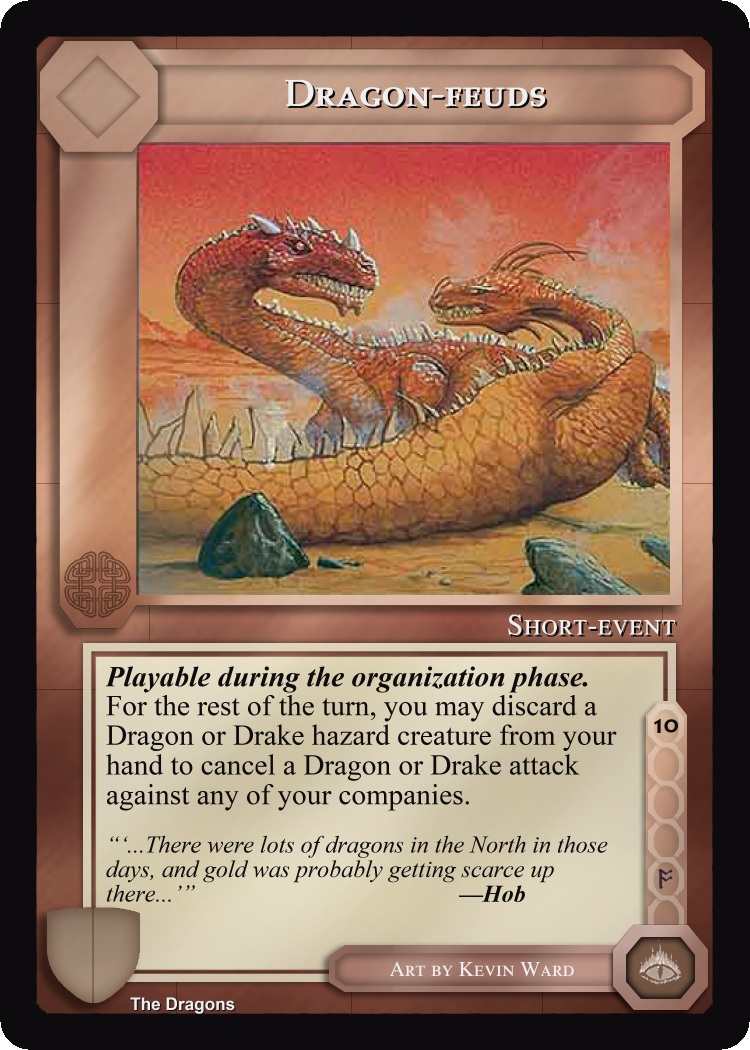 Dragon-feuds
Short-event
Playable during the organization phase.
For the rest of the turn, you may discard a
Dragon or Drake hazard creature from your
hand to cancel a Dragon or Drake attack
against any of your companies.
10
“‘...There were lots of dragons in the North in those
days, and gold was probably getting scarce up
there...’” —Hob
ᚩ
Art by Kevin Ward
The Dragons